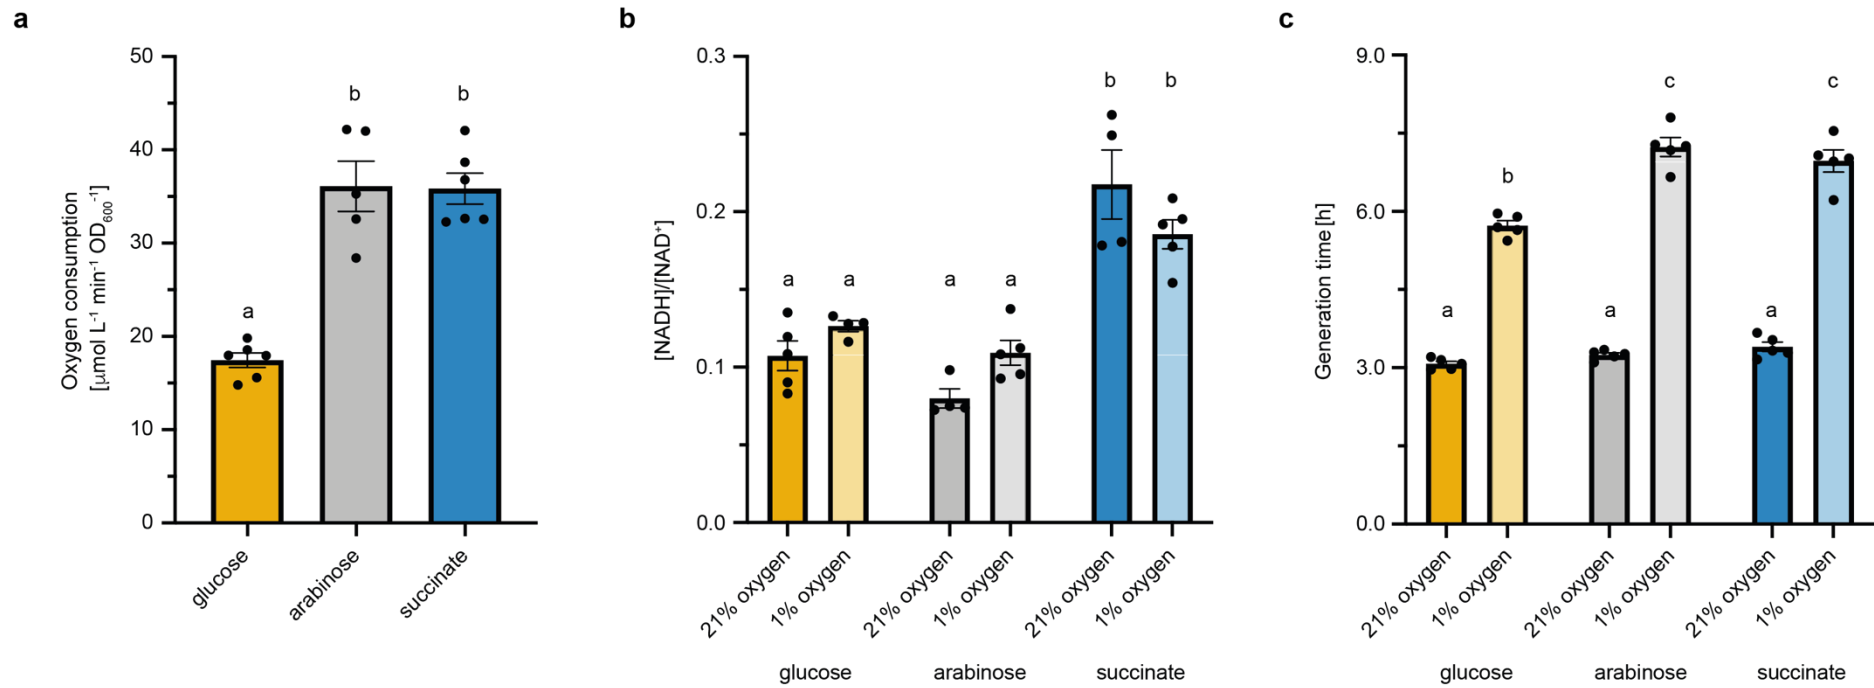 a
50
40
30
20
10
0
Oxygen consumption
[μmol L⁻¹ min⁻¹ OD₆₀₀⁻¹]
a
b
b
glucose
arabinose
succinate
b
0.3
0.2
0.1
0.0
[NADH]/[NAD⁺]
a
a
a
a
b
b
21% oxygen
1% oxygen
21% oxygen
1% oxygen
21% oxygen
1% oxygen
glucose
arabinose
succinate
c
9.0
6.0
3.0
0.0
Generation time [h]
a
b
a
c
a
c
21% oxygen
1% oxygen
21% oxygen
1% oxygen
21% oxygen
1% oxygen
glucose
arabinose
succinate